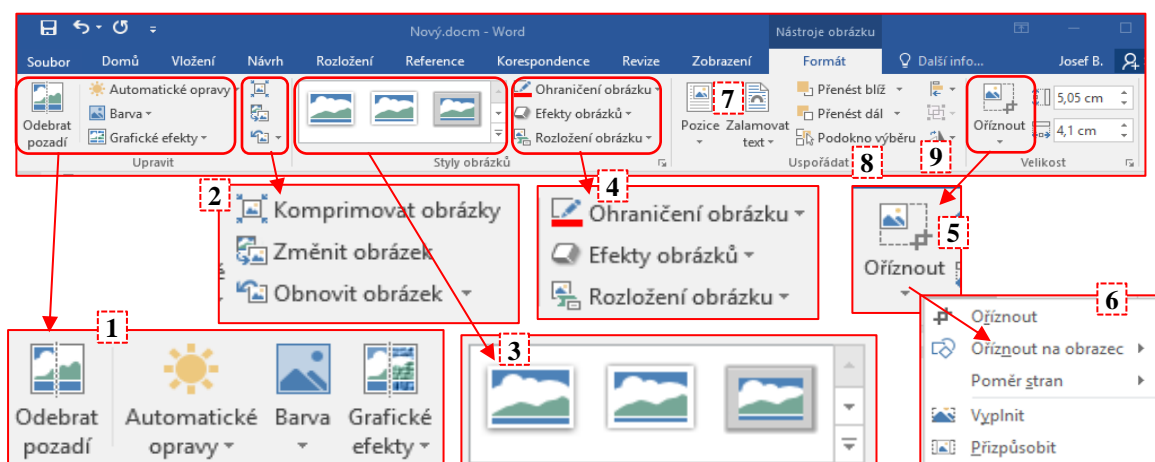 Nový.docm - Word
Nástroje obrázku
Soubor Domů Vložení Návrh Rozložení Reference Korespondence Revize Zobrazení Formát Další info... Josef B.
Odebrat pozadí
Automatické opravy
Barva
Grafické efekty
Upravit
Styly obrázků
Ohraničení obrázku
Efekty obrázků
Rozložení obrázku
7
Pozice
Zalamovat text
Přenést blíž
Přenést dál
Podokno výběru
Uspořádat
8
9
Oříznout
5,05 cm
4,1 cm
Velikost
2
Komprimovat obrázky
Změnit obrázek
Obnovit obrázek
4
Ohraničení obrázku
Efekty obrázků
Rozložení obrázku
5
Oříznout
6
Oříznout
Oříznout na obrazec
Poměr stran
Vyplnit
Přizpůsobit
1
Odebrat pozadí
Automatické opravy
Barva
Grafické efekty
3